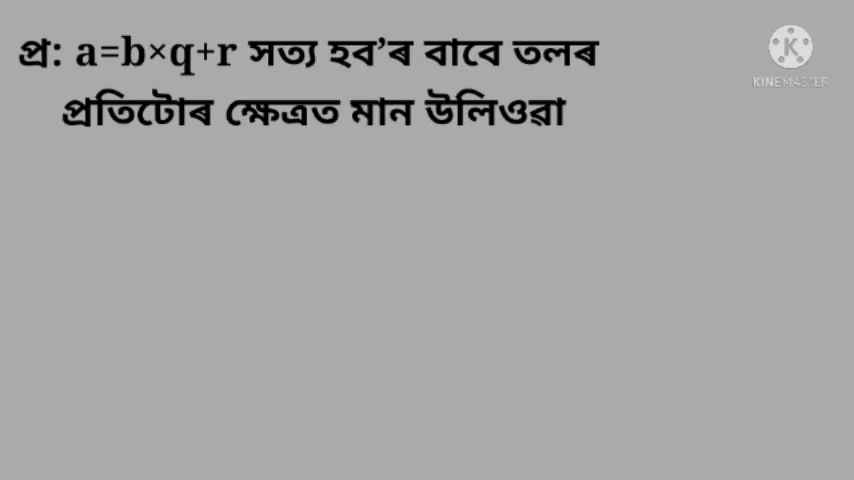 প্ৰ: a=b×q+r সত্য হব’ৰ বাবে তলৰ
প্ৰতিটোৰ ক্ষেত্ৰত মান উলিওৱা
KINEMASTER